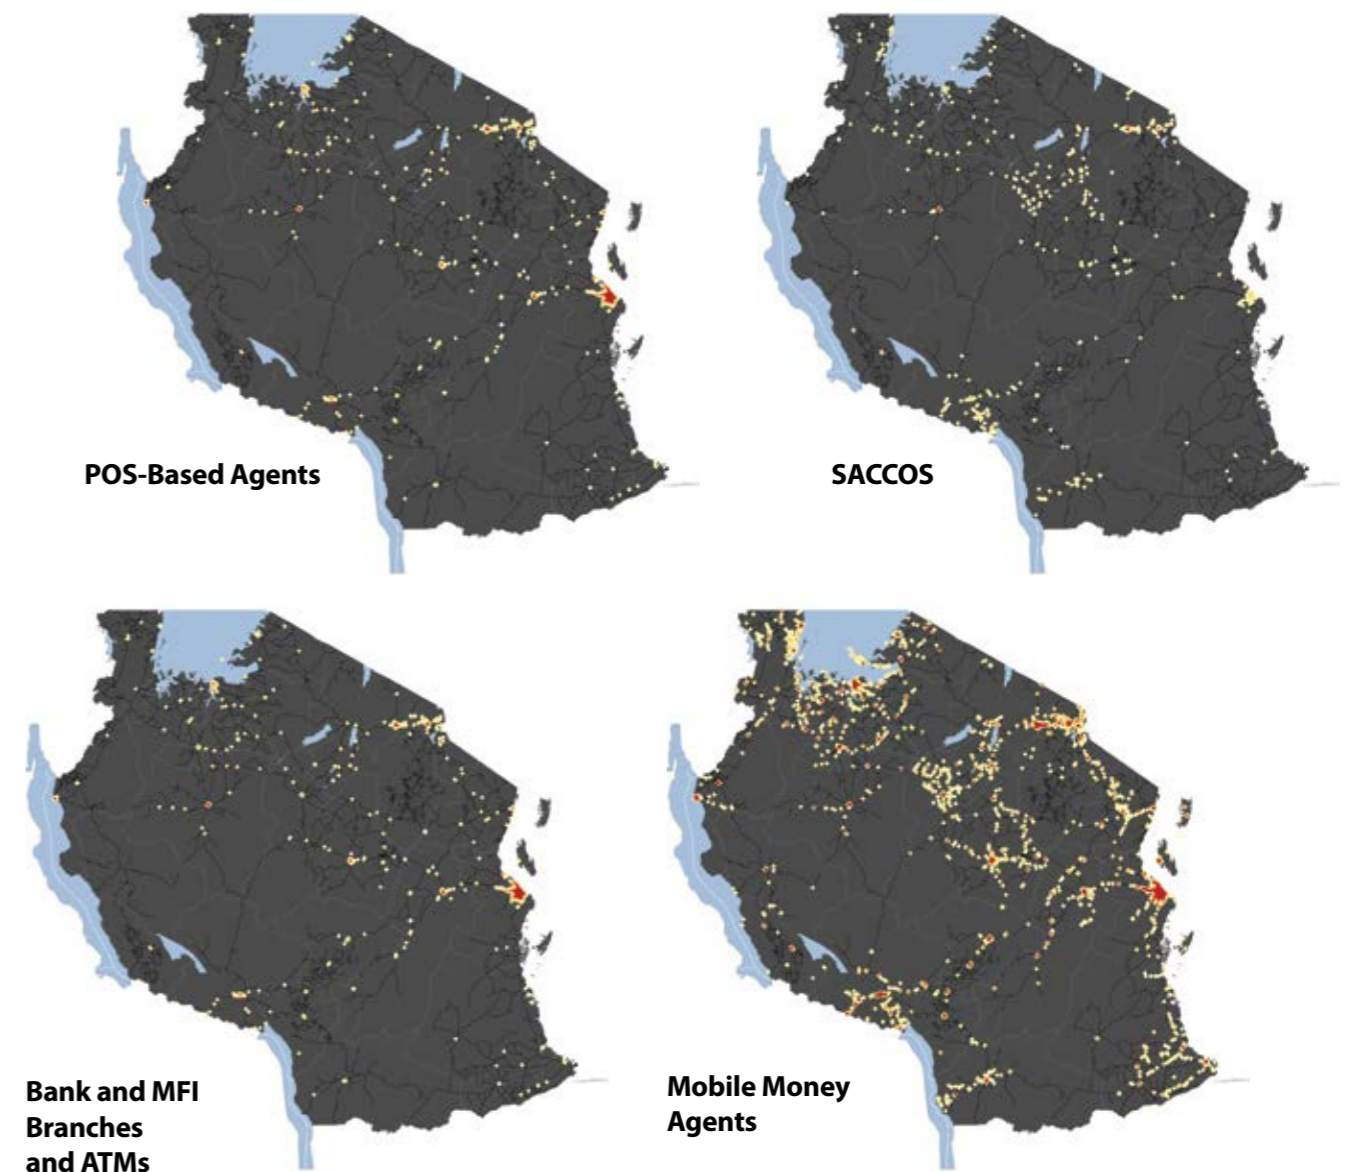 POS-Based Agents
SACCOS
Bank and MFI
Branches
and ATMs
Mobile Money
Agents